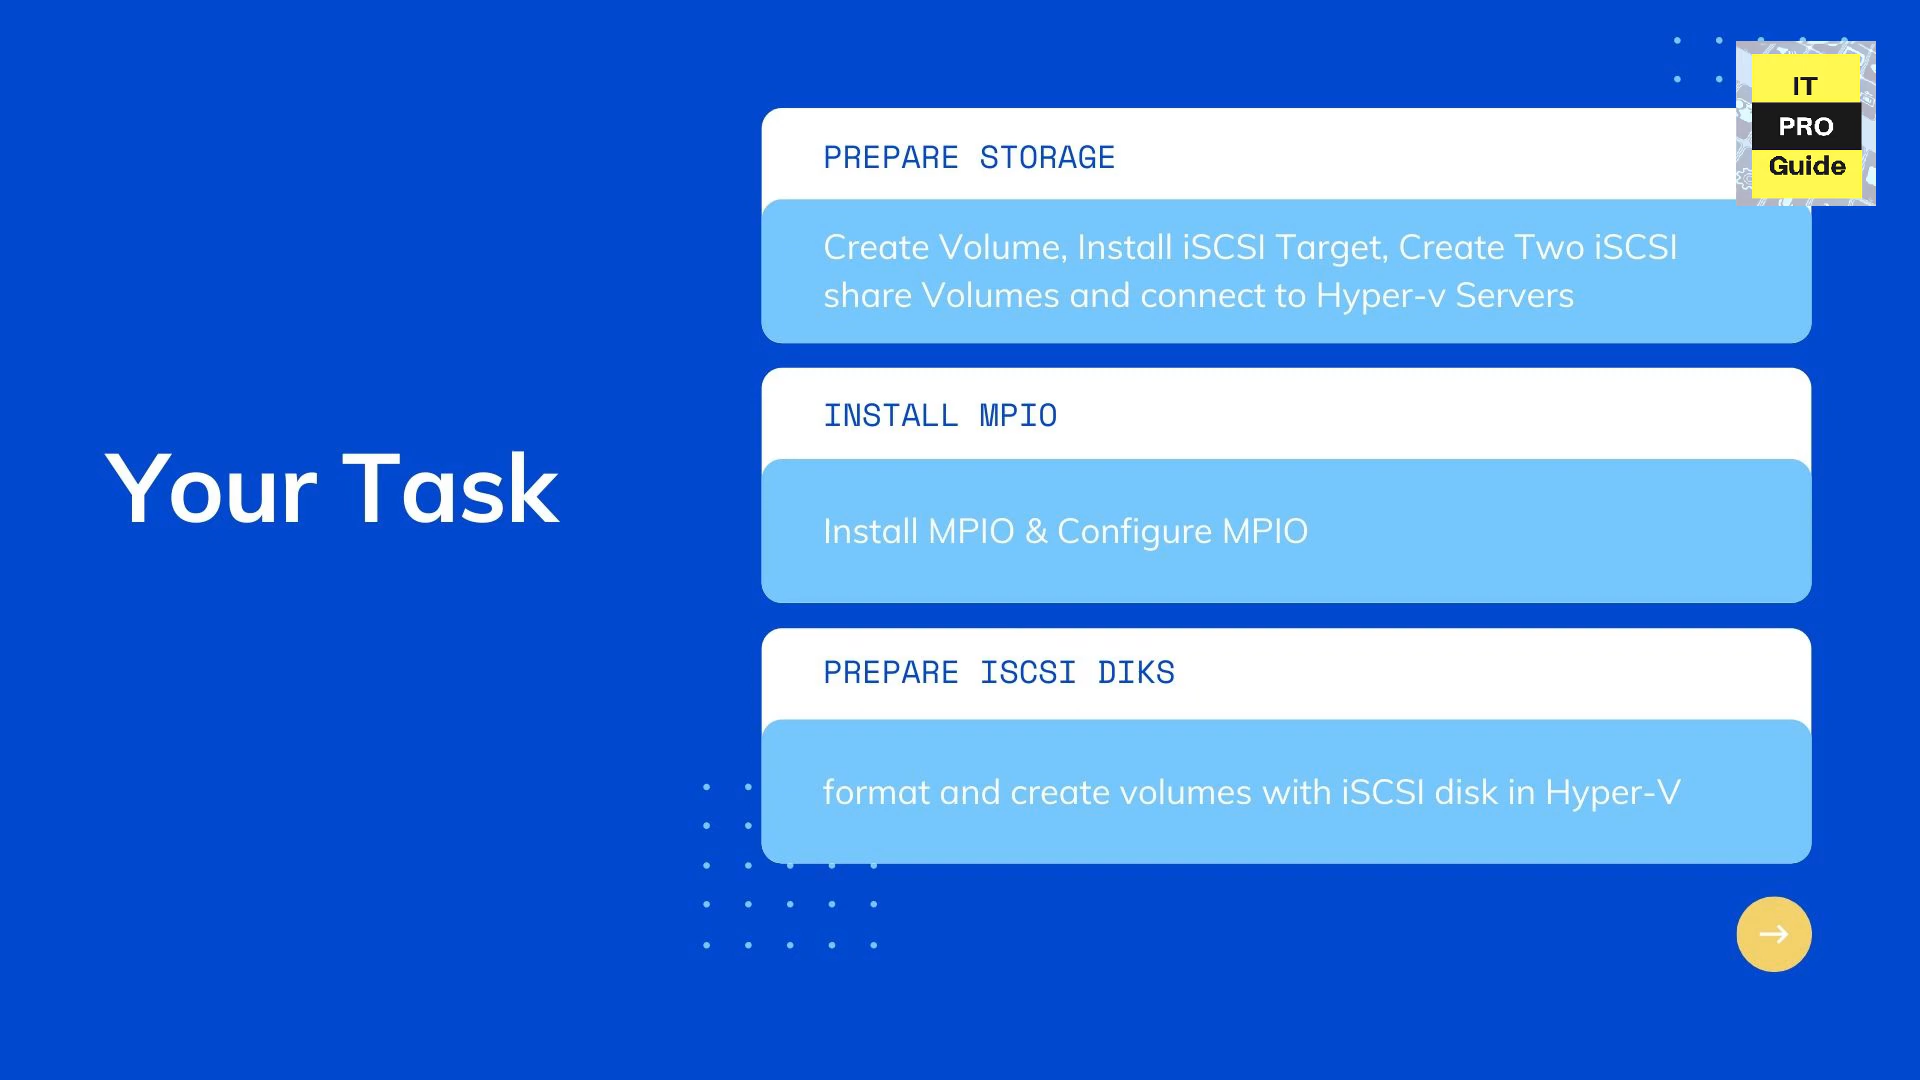 IT
PRO
Guide
PREPARE STORAGE
Create Volume, Install iSCSI Target, Create Two iSCSI
share Volumes and connect to Hyper-v Servers
INSTALL MPIO
Your Task
Install MPIO & Configure MPIO
PREPARE ISCSI DIKS
format and create volumes with iSCSI disk in Hyper-V